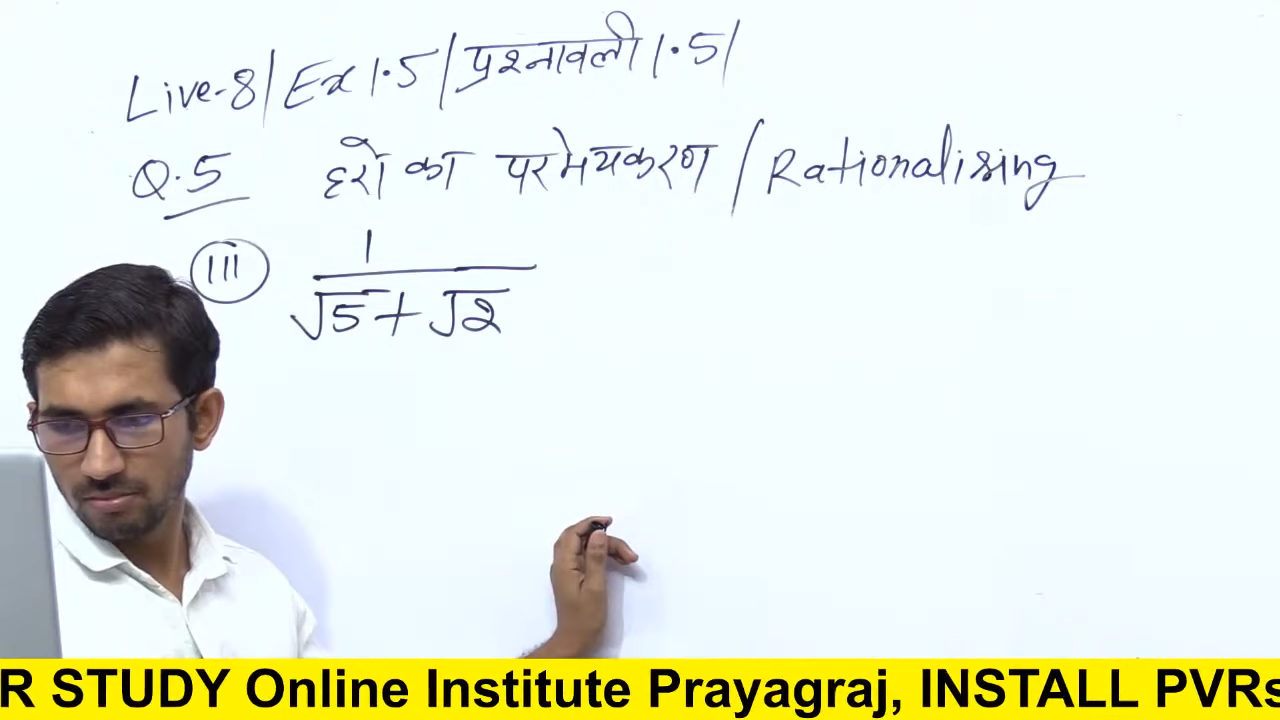 Live-8/ Ex 1.5/ प्रश्नावली 1.5/
Q.5 हरों का परमेयकरण / Rationalising
(iii) 1
√5 + √2
R STUDY Online Institute Prayagraj, INSTALL PVRs